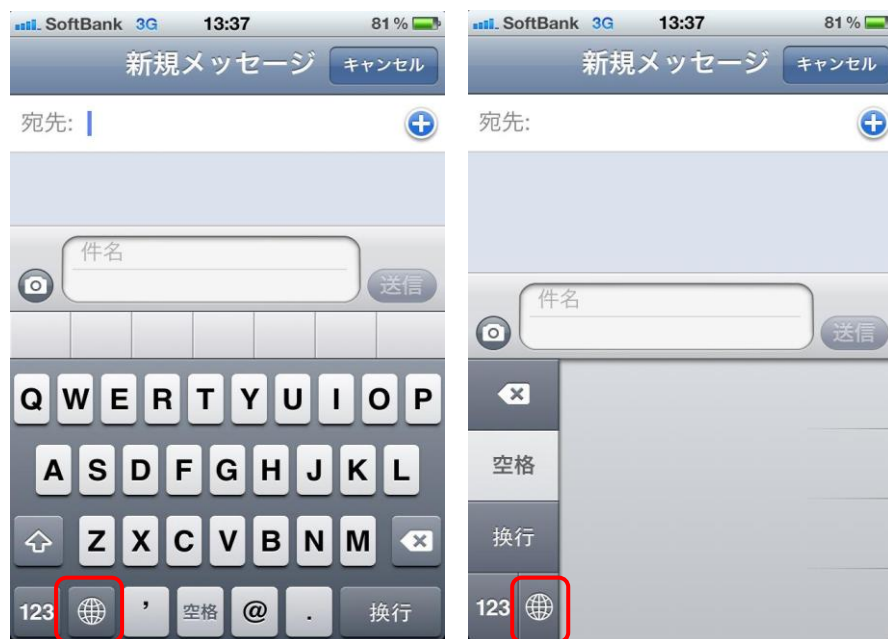 SoftBank 3G 13:37 81%
新規メッセージ キャンセル
宛先:
件名
送信
Q W E R T Y U I O P
A S D F G H J K L
Z X C V B N M
123 , 空格 @ . 换行
SoftBank 3G 13:37 81%
新規メッセージ キャンセル
宛先:
件名
送信
空格
换行
123